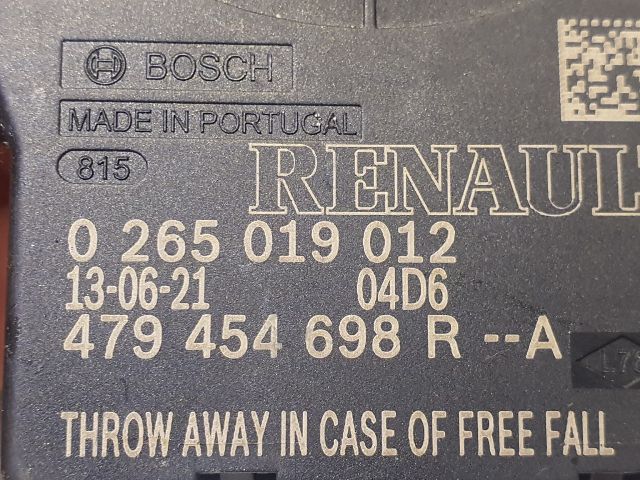 BOSCH
MADE IN PORTUGAL
815
RENAUL
0 265 019 012
13-06-21 04D6
479 454 698 R --A
THROW AWAY IN CASE OF FREE FALL